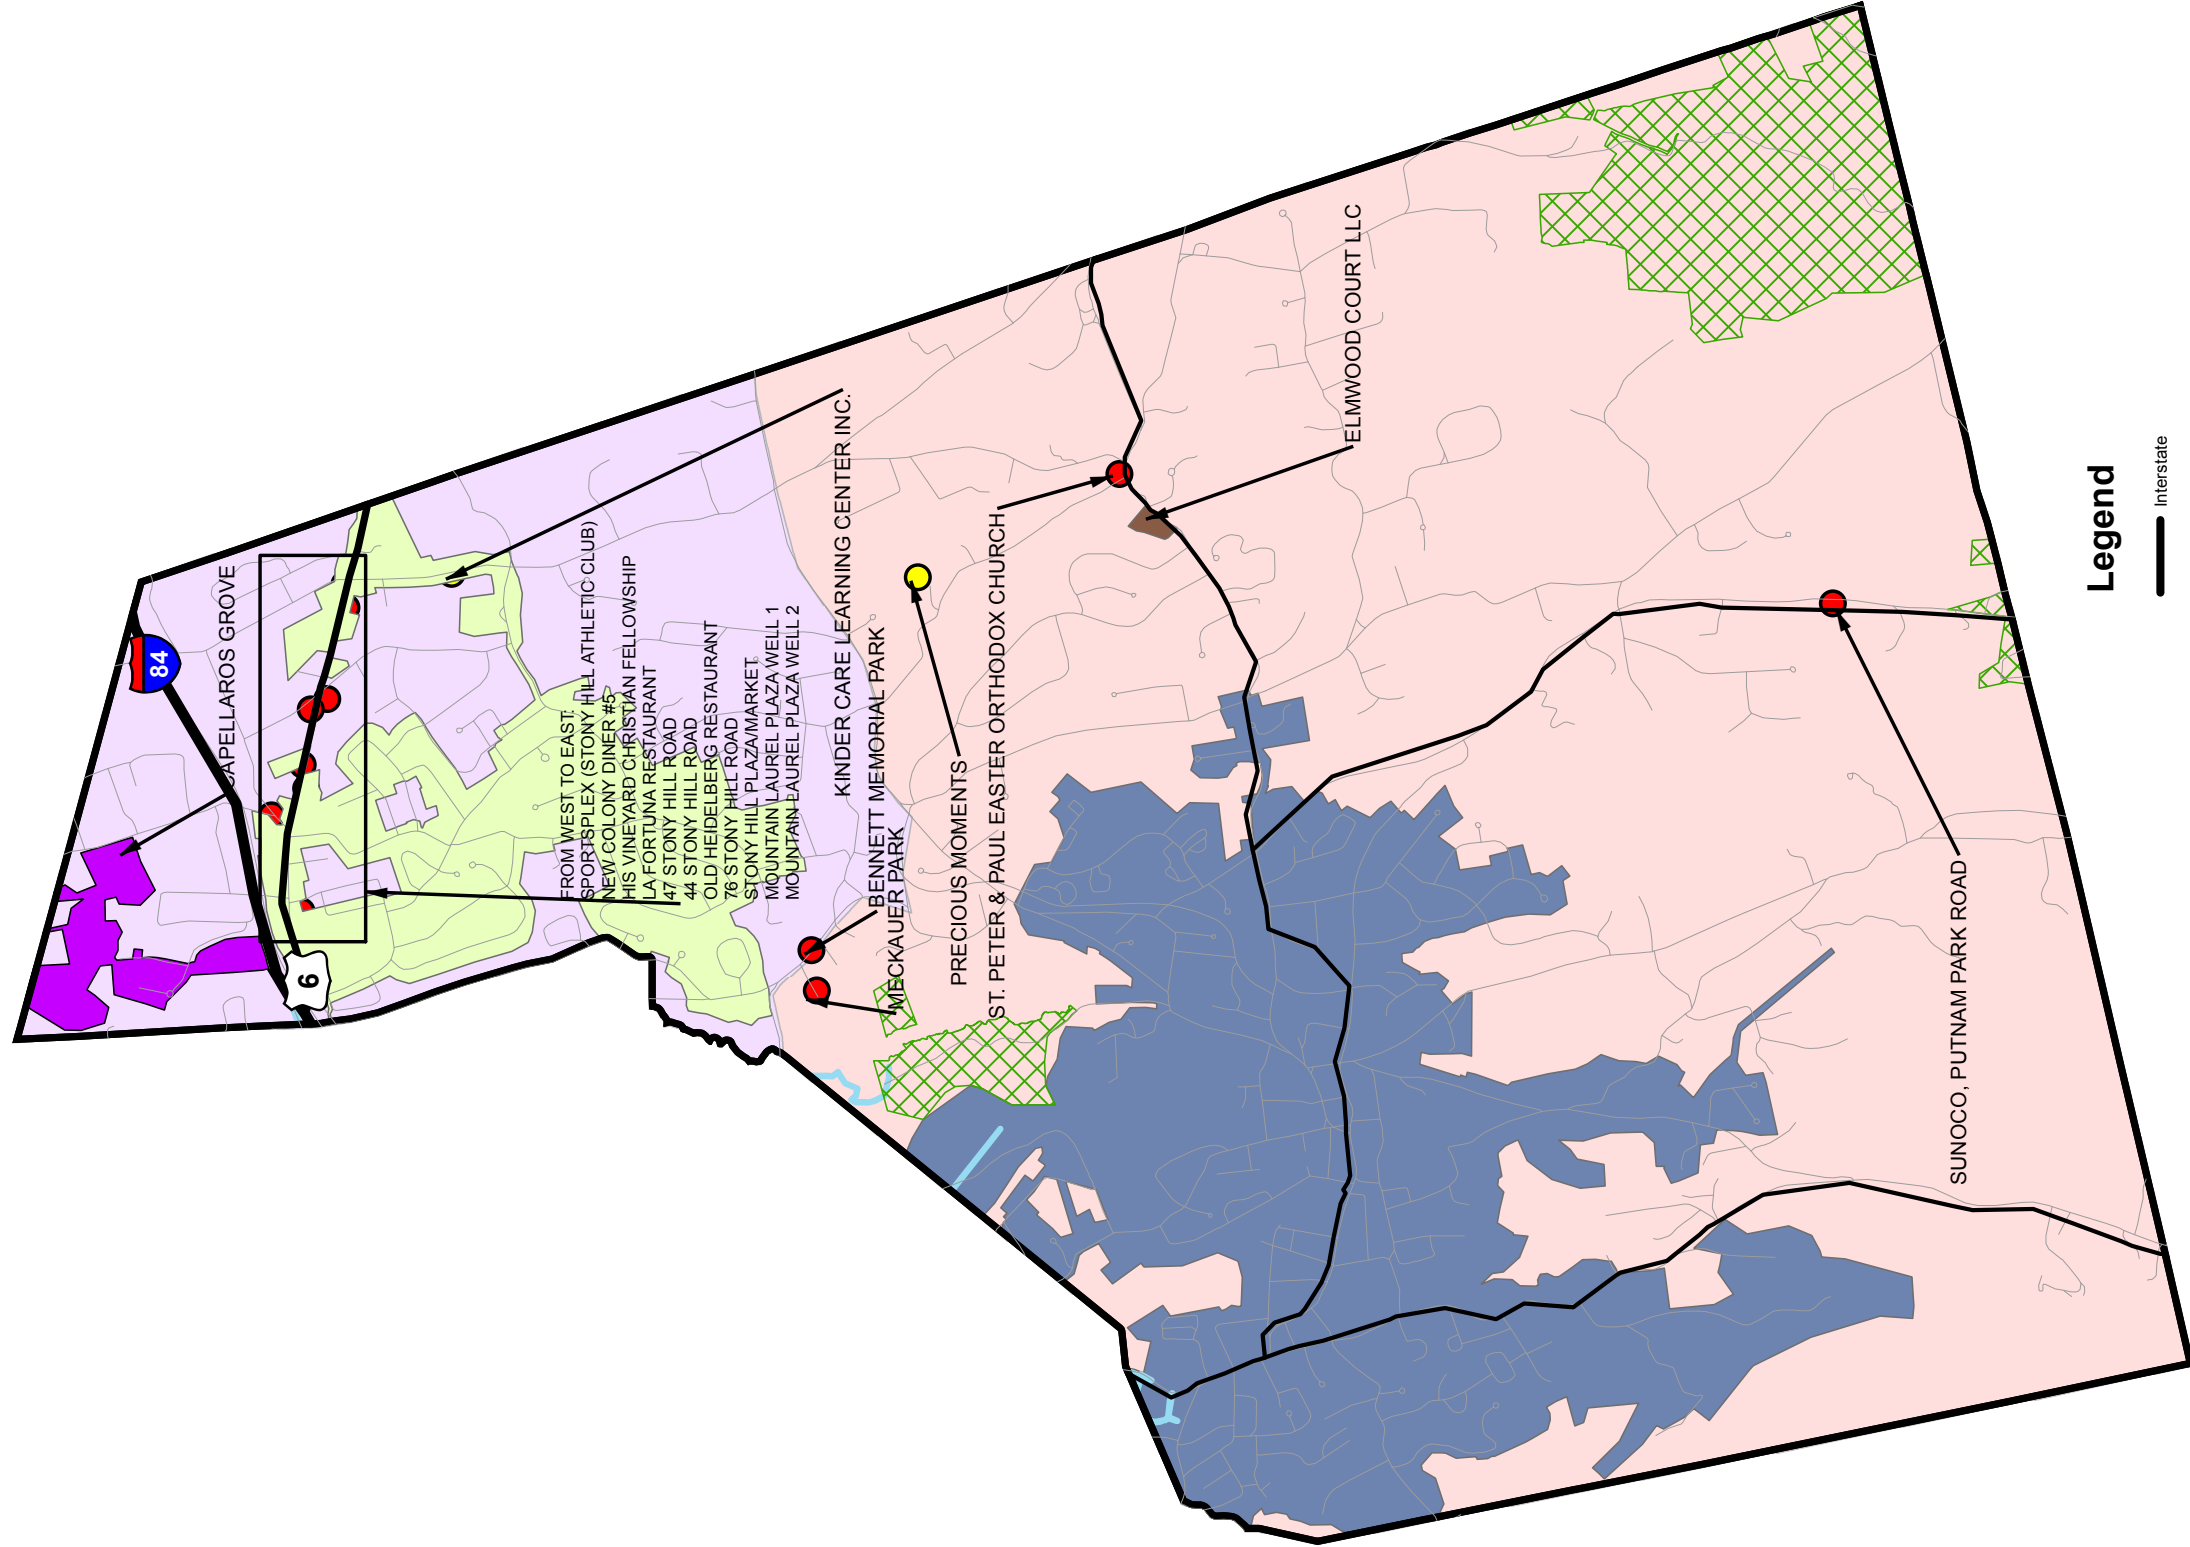 84
CAPELLAROS GROVE
6
FROM WEST TO EAST:
SPORTSPLEX (STONY HILL ATHLETIC CLUB)
NEW COLONY DINER #5
HIS VINEYARD CHRISTIAN FELLOWSHIP
LA FORTUNA RESTAURANT
47 STONY HILL ROAD
44 STONY HILL ROAD
OLD HEIDELBERG RESTAURANT
76 STONY HILL ROAD
STONY HILL PLAZA/MARKET
MOUNTAIN LAUREL PLAZA WELL 1
MOUNTAIN LAUREL PLAZA WELL 2
KINDER CARE LEARNING CENTER INC.
BENNETT MEMORIAL PARK
MECKAUER PARK
PRECIOUS MOMENTS
ST. PETER & PAUL EASTER ORTHODOX CHURCH
ELMWOOD COURT LLC
SUNOCO, PUTNAM PARK ROAD
Legend
Interstate